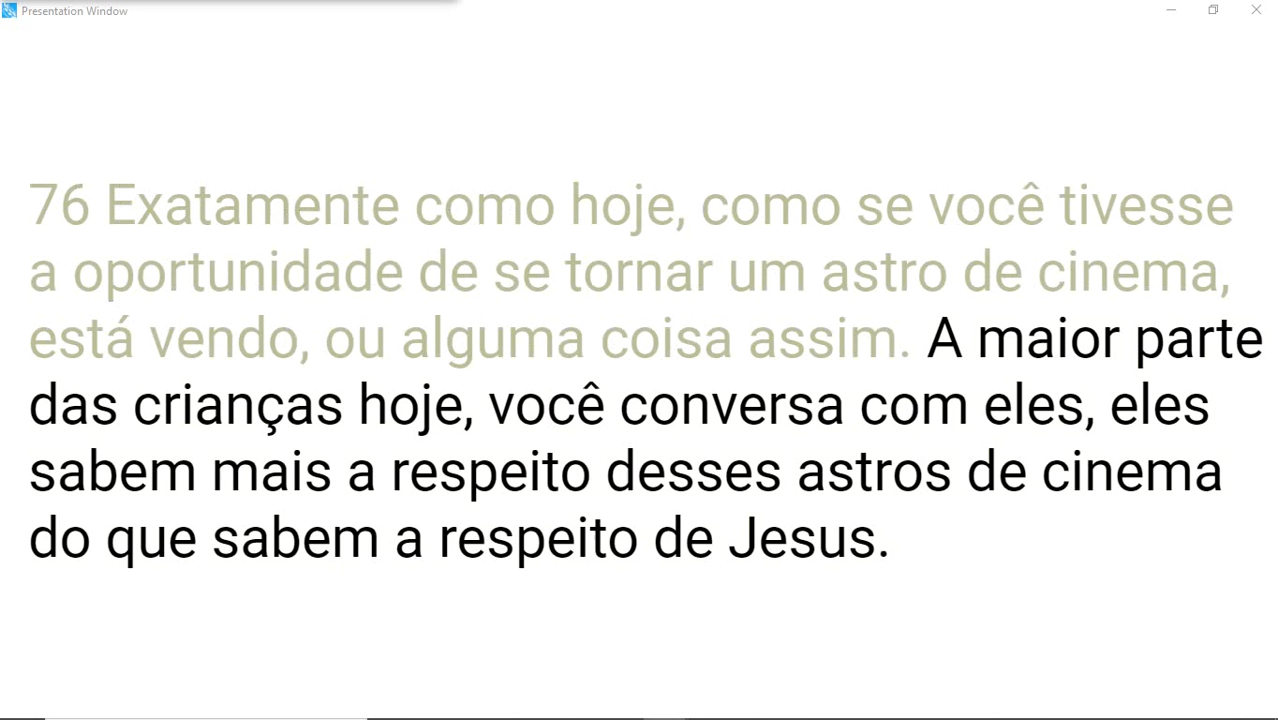 Presentation Window
76 Exatamente como hoje, como se você tivesse
a oportunidade de se tornar um astro de cinema,
está vendo, ou alguma coisa assim. A maior parte
das crianças hoje, você conversa com eles, eles
sabem mais a respeito desses astros de cinema
do que sabem a respeito de Jesus.